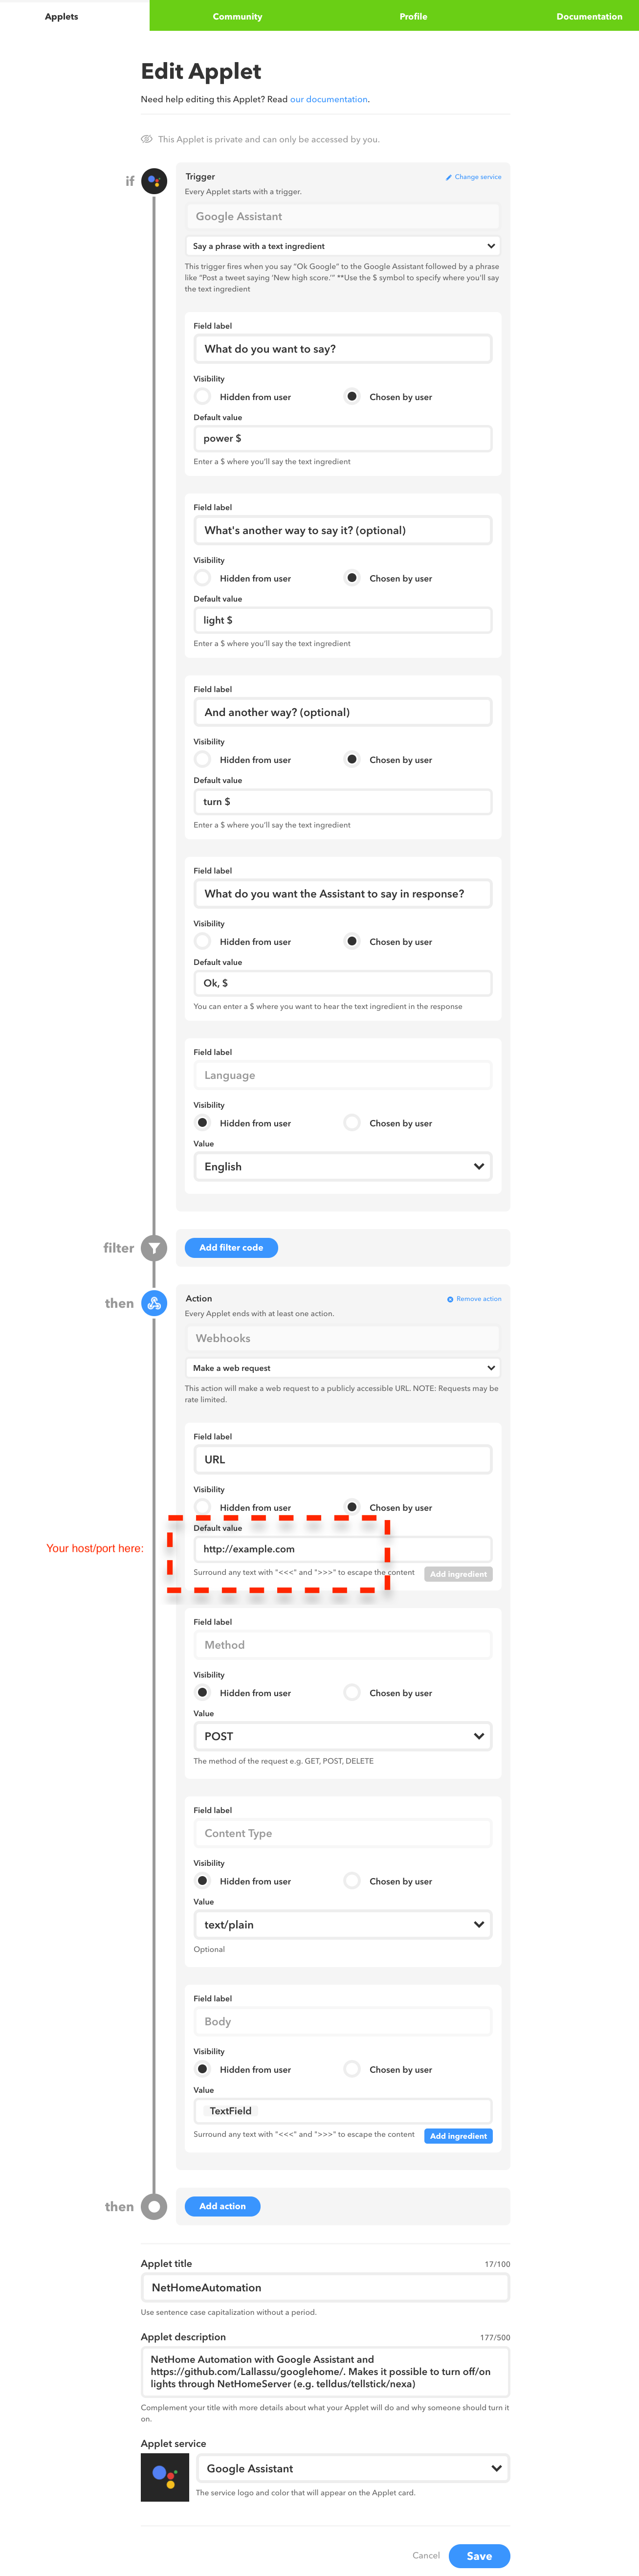 Applets
Community
Profile
Documentation
Edit Applet
Need help editing this Applet? Read our documentation.
This Applet is private and can only be accessed by you.
if
Trigger
Change service
Every Applet starts with a trigger.
Google Assistant
Say a phrase with a text ingredient
This trigger fires when you say "Ok Google" to the Google Assistant followed by a phrase
like "Post a tweet saying 'New high score.'" **Use the $ symbol to specify where you'll say
the text ingredient
Field label
What do you want to say?
Visibility
Hidden from user
Chosen by user
Default value
power $
Enter a $ where you'll say the text ingredient
Field label
What's another way to say it? (optional)
Visibility
Hidden from user
Chosen by user
Default value
light $
Enter a $ where you'll say the text ingredient
Field label
And another way? (optional)
Visibility
Hidden from user
Chosen by user
Default value
turn $
Enter a $ where you'll say the text ingredient
Field label
What do you want the Assistant to say in response?
Visibility
Hidden from user
Chosen by user
Default value
Ok, $
You can enter a $ where you want to hear the text ingredient in the response
Field label
Language
Visibility
Hidden from user
Chosen by user
Value
English
filter
Add filter code
then
Action
Remove action
Every Applet ends with at least one action.
Webhooks
Make a web request
This action will make a web request to a publicly accessible URL. NOTE: Requests may be
rate limited.
Field label
URL
Visibility
Hidden from user
Chosen by user
Default value
Your host/port here:
http://example.com
Surround any text with "<<<" and ">>>" to escape the content
Add ingredient
Field label
Method
Visibility
Hidden from user
Chosen by user
Value
POST
The method of the request e.g. GET, POST, DELETE
Field label
Content Type
Visibility
Hidden from user
Chosen by user
Value
text/plain
Optional
Field label
Body
Visibility
Hidden from user
Chosen by user
Value
TextField
Surround any text with "<<<" and ">>>" to escape the content
Add ingredient
then
Add action
Applet title
17/100
NetHomeAutomation
Use sentence case capitalization without a period.
Applet description
177/500
NetHome Automation with Google Assistant and
https://github.com/Lallassu/googlehome/. Makes it possible to turn off/on
lights through NetHomeServer (e.g. telldus/tellstick/nexa)
Complement your title with more details about what your Applet will do and why someone should turn it
on.
Applet service
Google Assistant
The service logo and color that will appear on the Applet card.
Cancel
Save